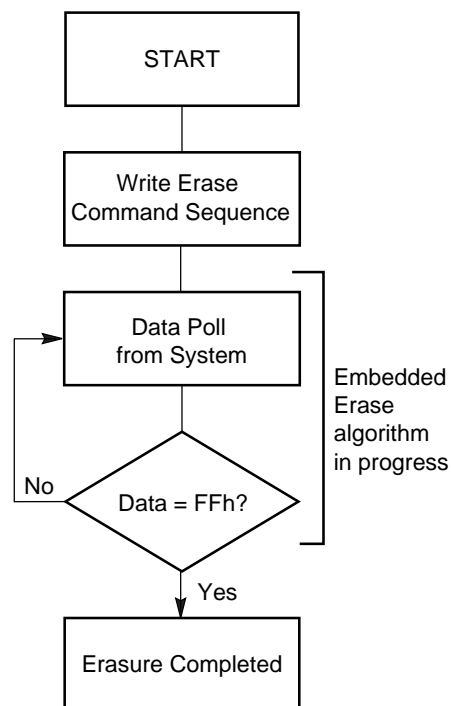 START
Write Erase
Command Sequence
Data Poll
from System
Embedded
Erase
algorithm
in progress
No
Data = FFh?
Yes
Erasure Completed